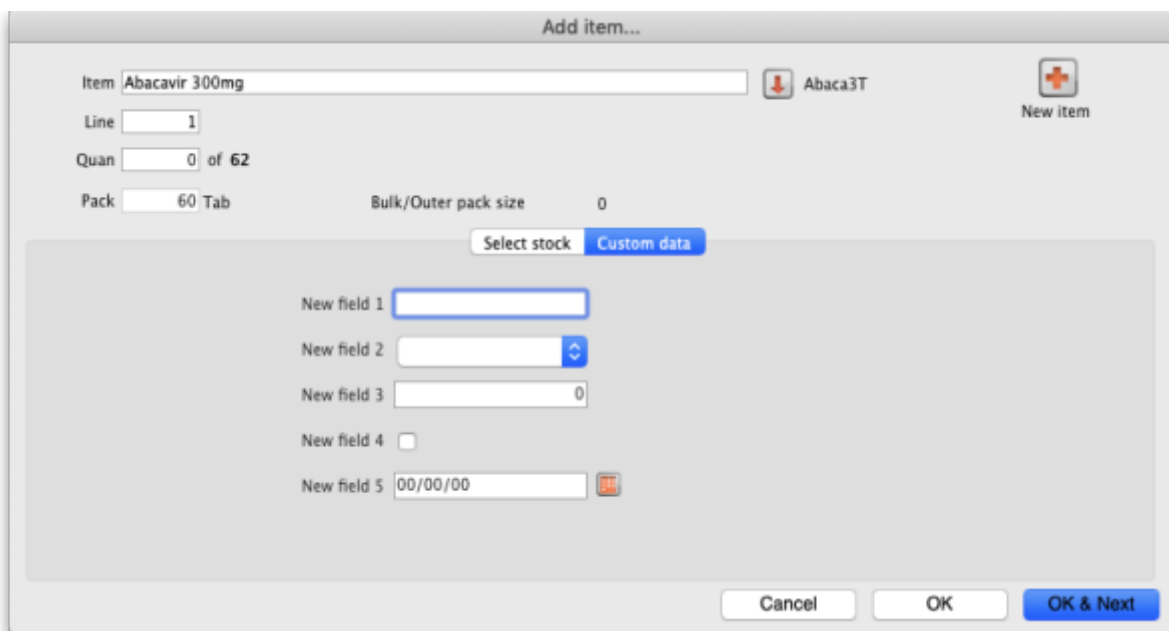 Add item...
Item Abacavir 300mg Abaca3T
New item
Line 1
Quan 0 of 62
Pack 60 Tab Bulk/Outer pack size 0
Select stock Custom data
New field 1
New field 2
New field 3 0
New field 4
New field 5 00/00/00
Cancel OK OK & Next